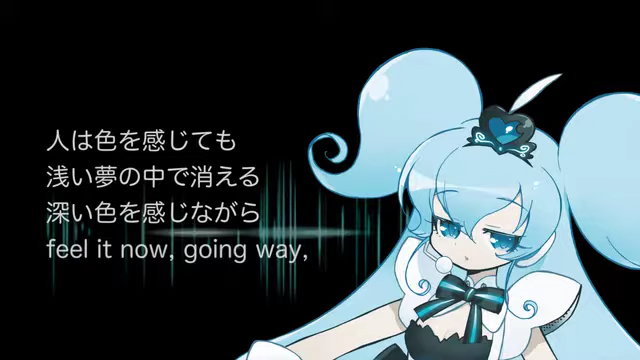 人は色を感じても
浅い夢の中で消える
深い色を感じながら
feel it now, going way,